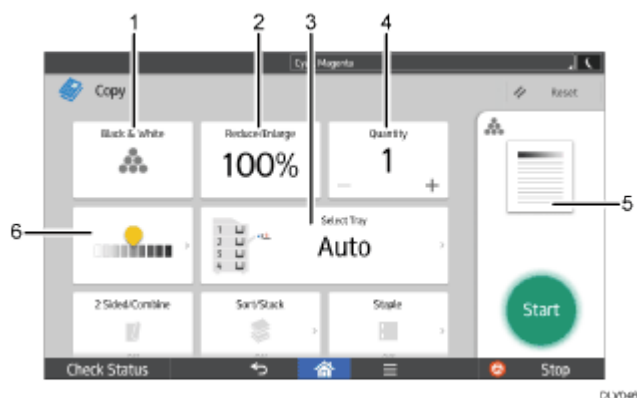 1 2 3 4
Cyan Magenta
Copy
Reset
Black & White
Reduce/Enlarge
Quantity
100%
1
5
6
1
2
3
4
Select Tray
Auto
2 Sided/Combine
Sort/Stack
Staple
Start
Check Status
Stop